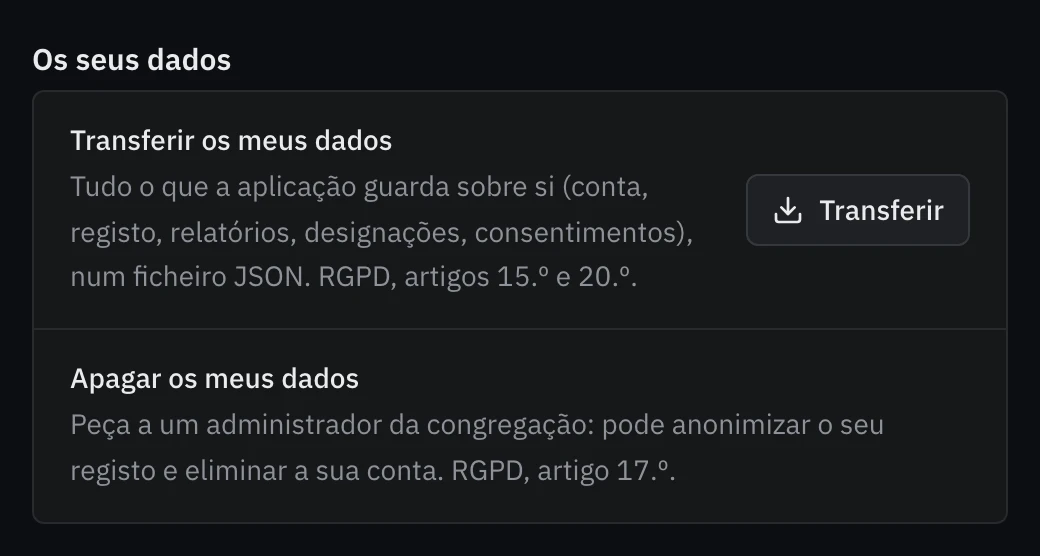 Os seus dados
Transferir os meus dados
Tudo o que a aplicação guarda sobre si (conta,
registo, relatórios, designações, consentimentos),
num ficheiro JSON. RGPD, artigos 15.º e 20.º.
Transferir
Apagar os meus dados
Peça a um administrador da congregação: pode anonimizar o seu
registo e eliminar a sua conta. RGPD, artigo 17.º.